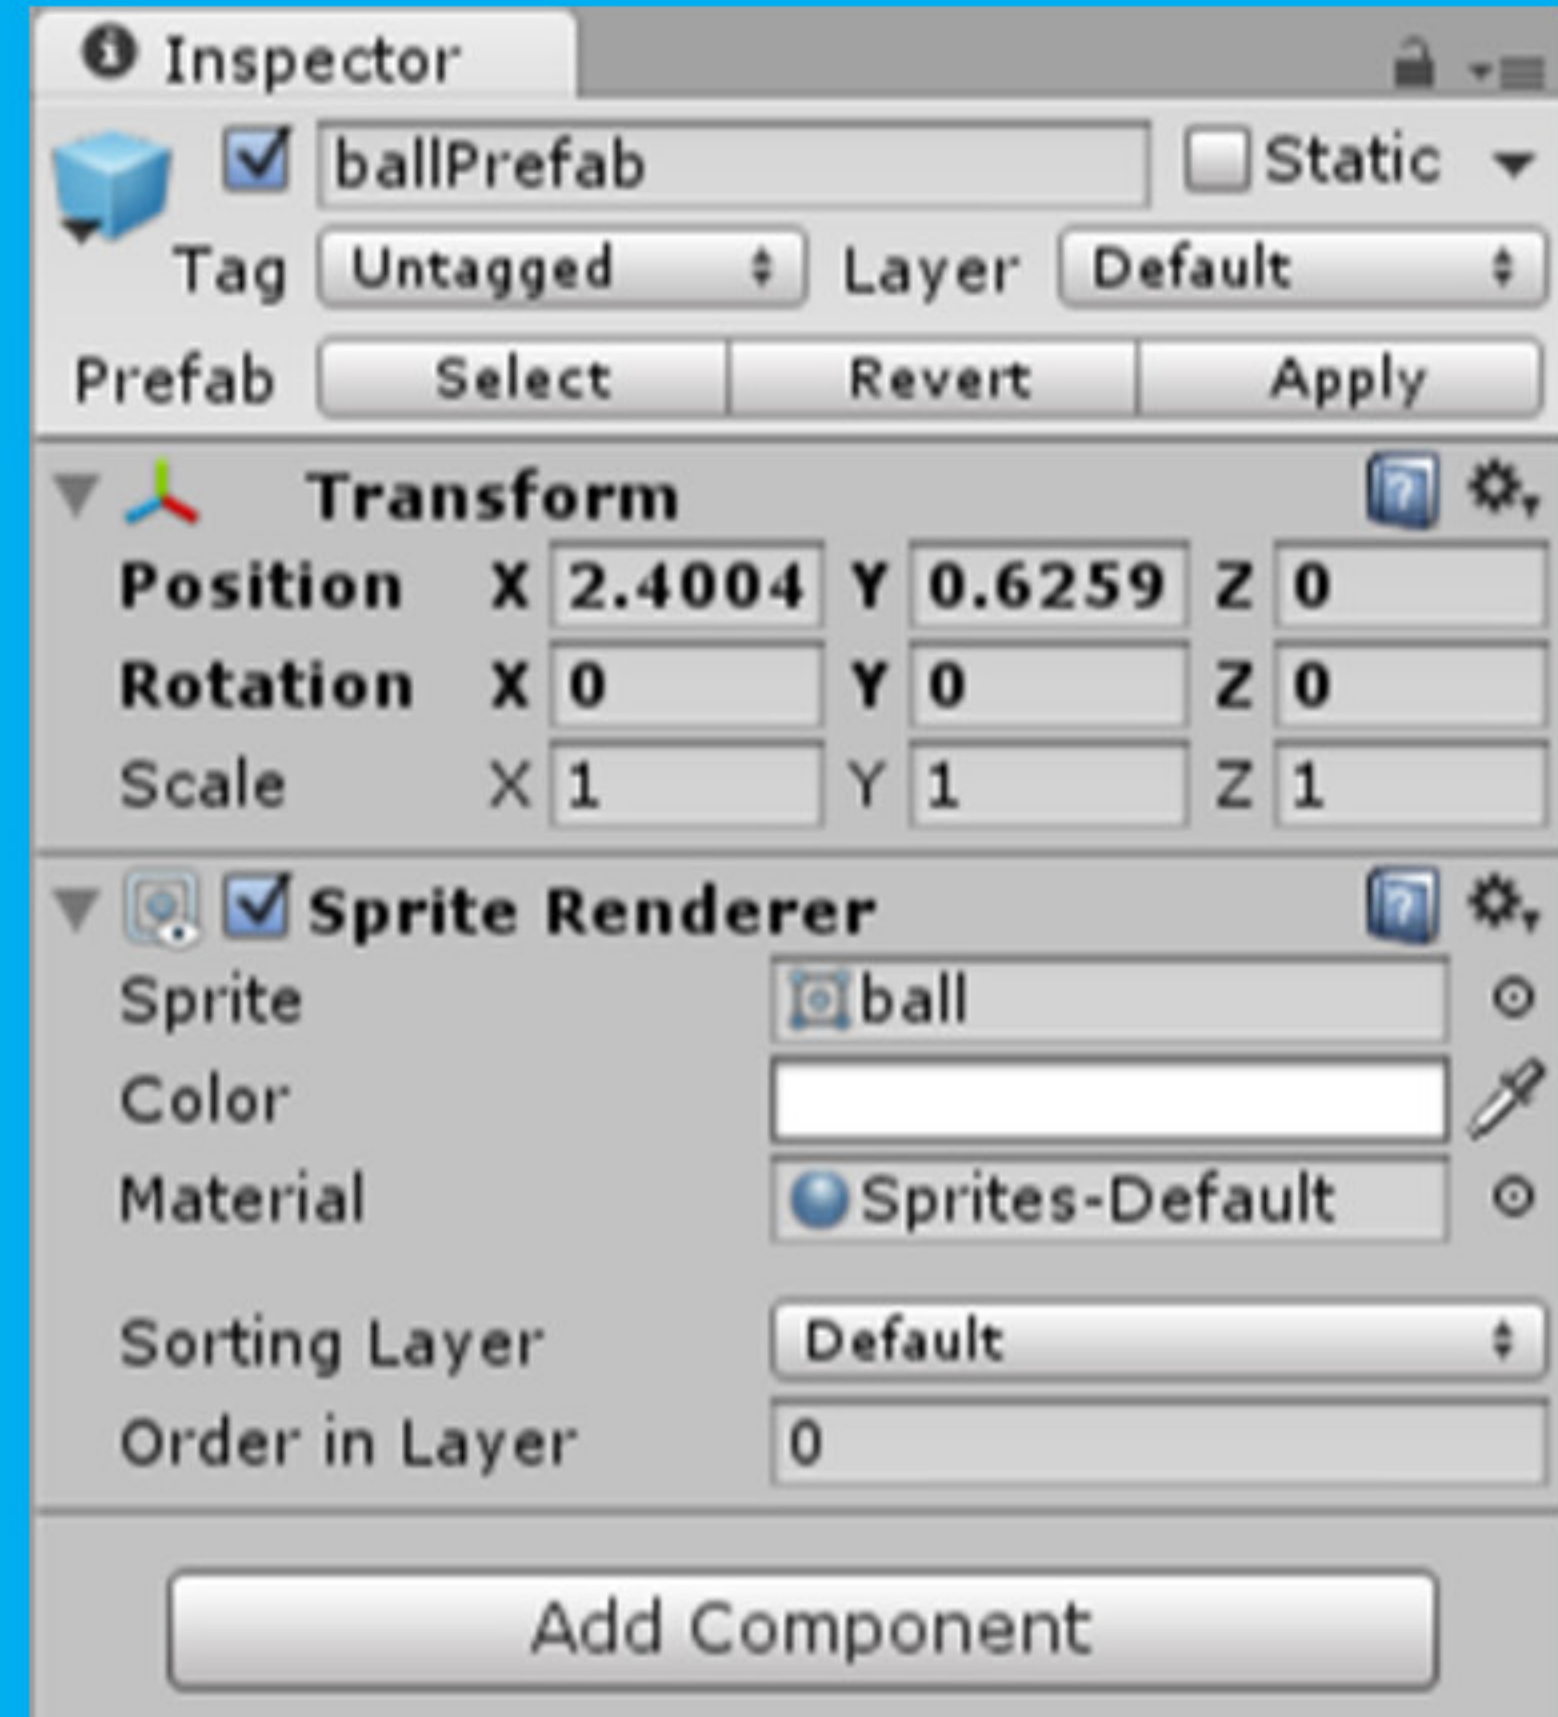 Inspector
ballPrefab Static
Tag Untagged Layer Default
Prefab Select Revert Apply
Transform
Position X 2.4004 Y 0.6259 Z 0
Rotation X 0 Y 0 Z 0
Scale X 1 Y 1 Z 1
Sprite Renderer
Sprite ball
Color
Material Sprites-Default
Sorting Layer Default
Order in Layer 0
Add Component